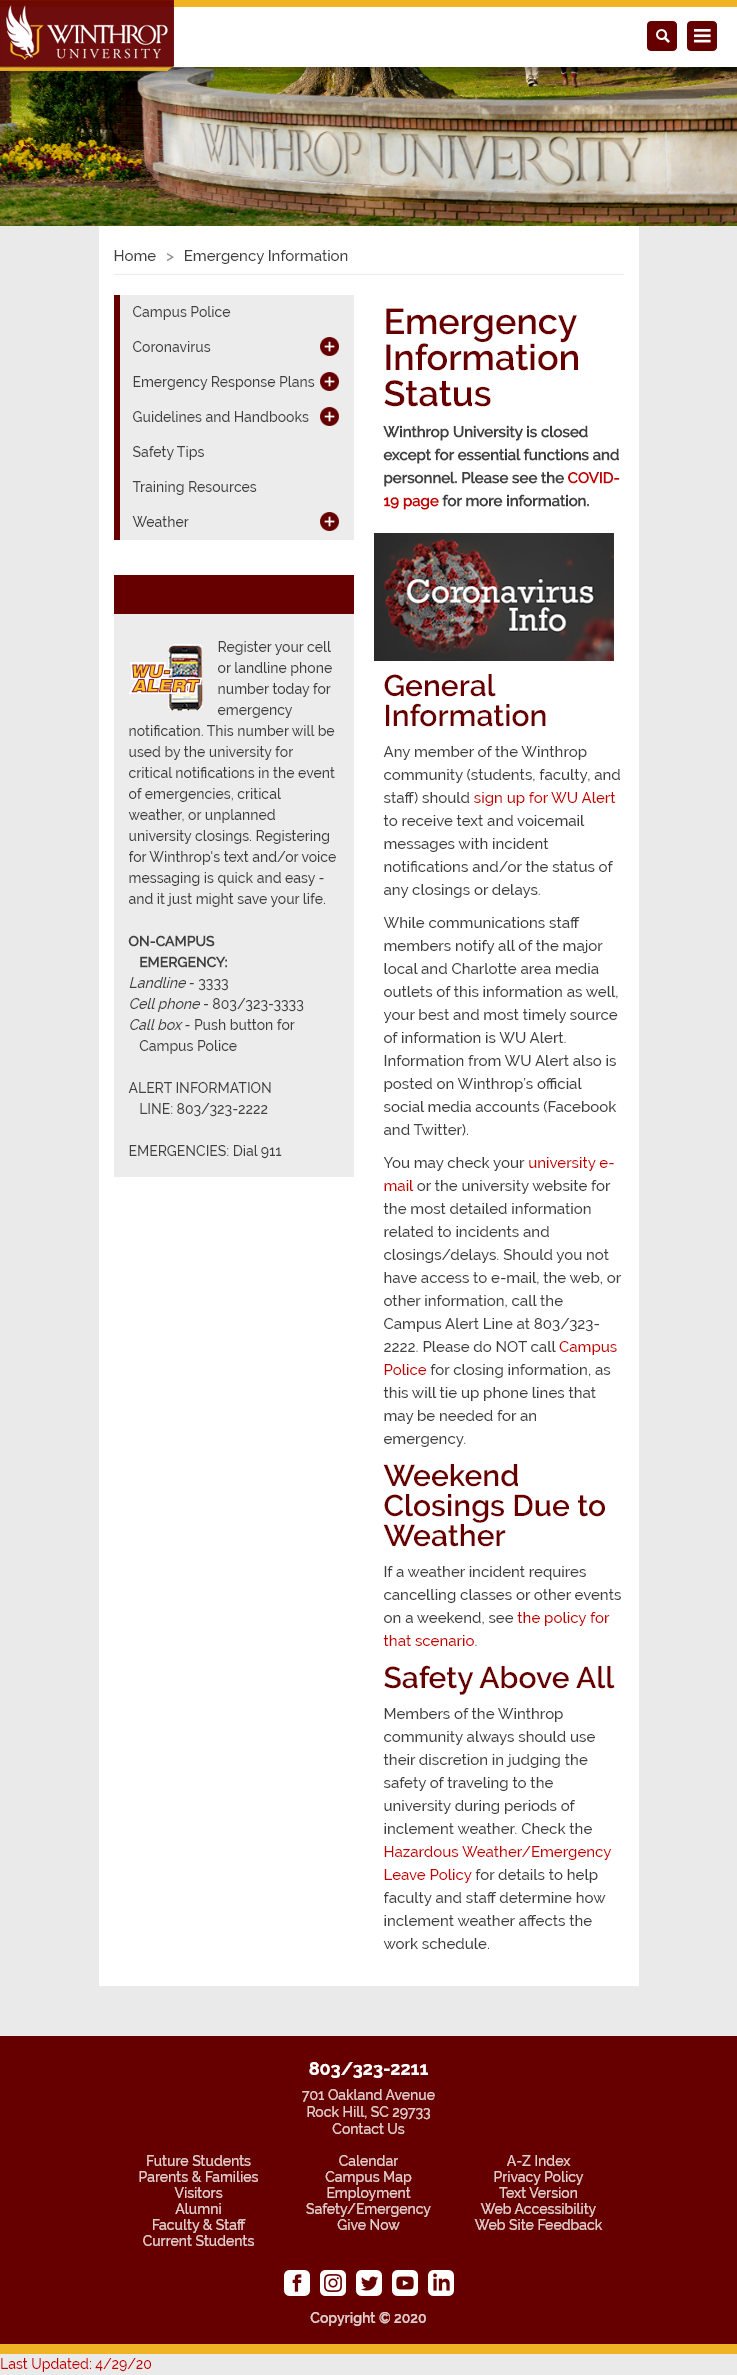 WINTHROP
UNIVERSITY
WINTHROP UNIVERSITY
Home > Emergency Information
Campus Police
Coronavirus
Emergency Response Plans
Guidelines and Handbooks
Safety Tips
Training Resources
Weather
WU-
ALERT
Register your cell
or landline phone
number today for
emergency
notification. This number will be
used by the university for
critical notifications in the event
of emergencies, critical
weather, or unplanned
university closings. Registering
for Winthrop's text and/or voice
messaging is quick and easy -
and it just might save your life.
ON-CAMPUS
EMERGENCY:
Landline - 3333
Cell phone - 803/323-3333
Call box - Push button for
Campus Police
ALERT INFORMATION
LINE: 803/323-2222
EMERGENCIES: Dial 911
Emergency
Information
Status
Winthrop University is closed
except for essential functions and
personnel. Please see the COVID-
19 page for more information.
Coronavirus
Info
General
Information
Any member of the Winthrop
community (students, faculty, and
staff) should sign up for WU Alert
to receive text and voicemail
messages with incident
notifications and/or the status of
any closings or delays.
While communications staff
members notify all of the major
local and Charlotte area media
outlets of this information as well,
your best and most timely source
of information is WU Alert.
Information from WU Alert also is
posted on Winthrop's official
social media accounts (Facebook
and Twitter).
You may check your university e-
mail or the university website for
the most detailed information
related to incidents and
closings/delays. Should you not
have access to e-mail, the web, or
other information, call the
Campus Alert Line at 803/323-
2222. Please do NOT call Campus
Police for closing information, as
this will tie up phone lines that
may be needed for an
emergency.
Weekend
Closings Due to
Weather
If a weather incident requires
cancelling classes or other events
on a weekend, see the policy for
that scenario.
Safety Above All
Members of the Winthrop
community always should use
their discretion in judging the
safety of traveling to the
university during periods of
inclement weather. Check the
Hazardous Weather/Emergency
Leave Policy for details to help
faculty and staff determine how
inclement weather affects the
work schedule.
803/323-2211
701 Oakland Avenue
Rock Hill, SC 29733
Contact Us
Future Students
Parents & Families
Visitors
Alumni
Faculty & Staff
Current Students
Calendar
Campus Map
Employment
Safety/Emergency
Give Now
A-Z Index
Privacy Policy
Text Version
Web Accessibility
Web Site Feedback
Copyright © 2020
Last Updated: 4/29/20